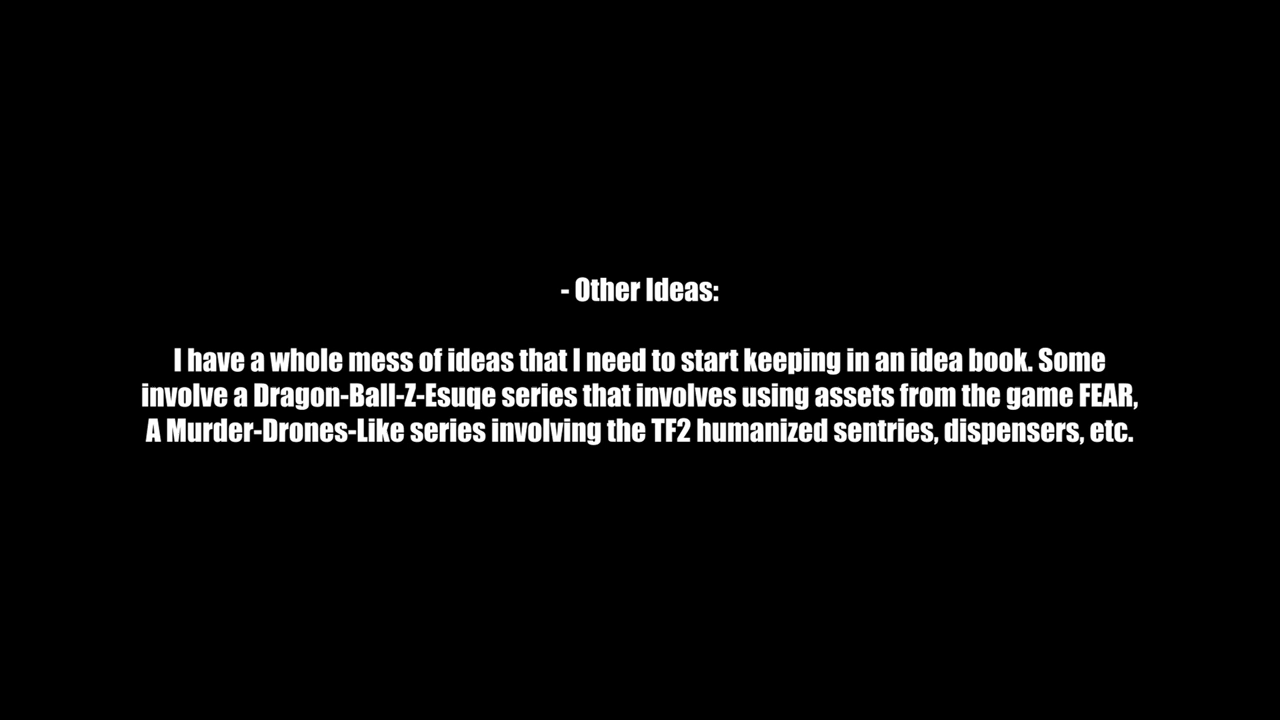 - Other Ideas:
I have a whole mess of ideas that I need to start keeping in an idea book. Some
involve a Dragon-Ball-Z-Esuqe series that involves using assets from the game FEAR,
A Murder-Drones-Like series involving the TF2 humanized sentries, dispensers, etc.